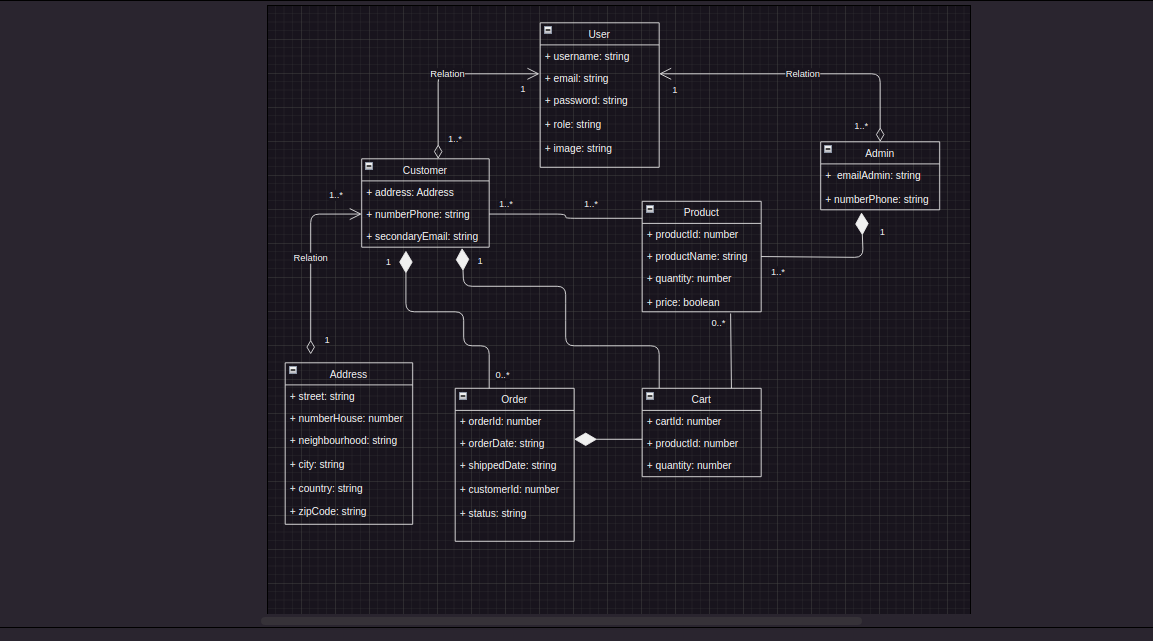 User
+ username: string
+ email: string
+ password: string
+ role: string
+ image: string
Relation
1
1..*
Relation
1
1..*
Admin
+ emailAdmin: string
+ numberPhone: string
1
Customer
+ address: Address
+ numberPhone: string
+ secondaryEmail: string
1..*
1..*
1..*
Relation
1
1
1
Product
+ productId: number
+ productName: string
+ quantity: number
+ price: boolean
1..*
0..*
Address
+ street: string
+ numberHouse: number
+ neighbourhood: string
+ city: string
+ country: string
+ zipCode: string
0..*
Order
+ orderId: number
+ orderDate: string
+ shippedDate: string
+ customerId: number
+ status: string
Cart
+ cartId: number
+ productId: number
+ quantity: number